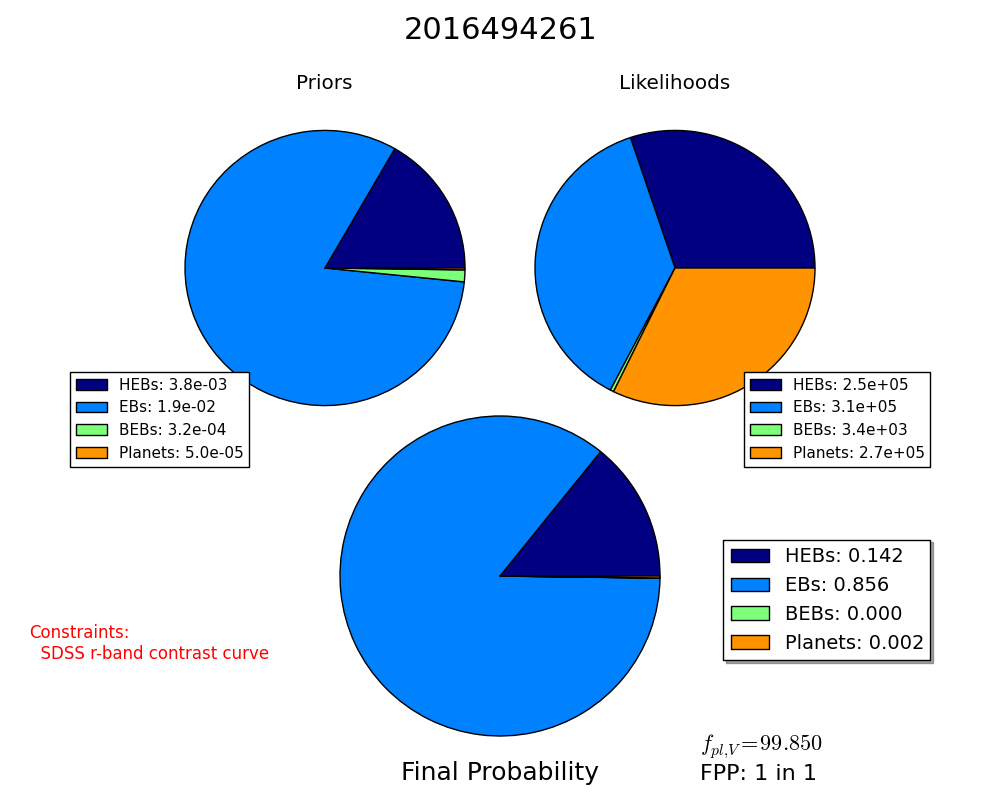 2016494261
Priors
Likelihoods
HEBs: 3.8e-03
EBs: 1.9e-02
BEBs: 3.2e-04
Planets: 5.0e-05
HEBs: 2.5e+05
EBs: 3.1e+05
BEBs: 3.4e+03
Planets: 2.7e+05
HEBs: 0.142
EBs: 0.856
BEBs: 0.000
Planets: 0.002
Constraints:
SDSS r-band contrast curve
f_{pl,V}=99.850
FPP: 1 in 1
Final Probability